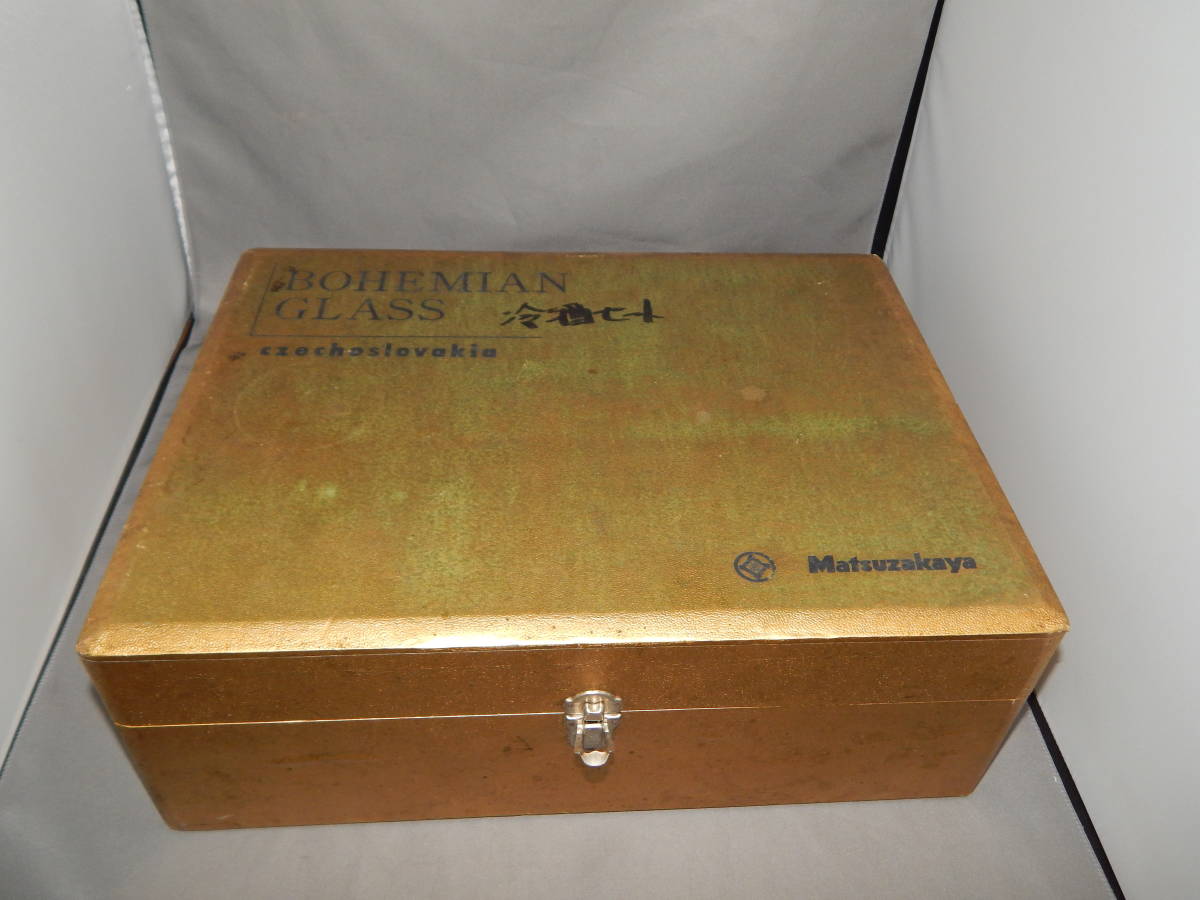 BOHEMIAN
GLASS 冷酒セット
czechoslovakia
Matsuzakaya